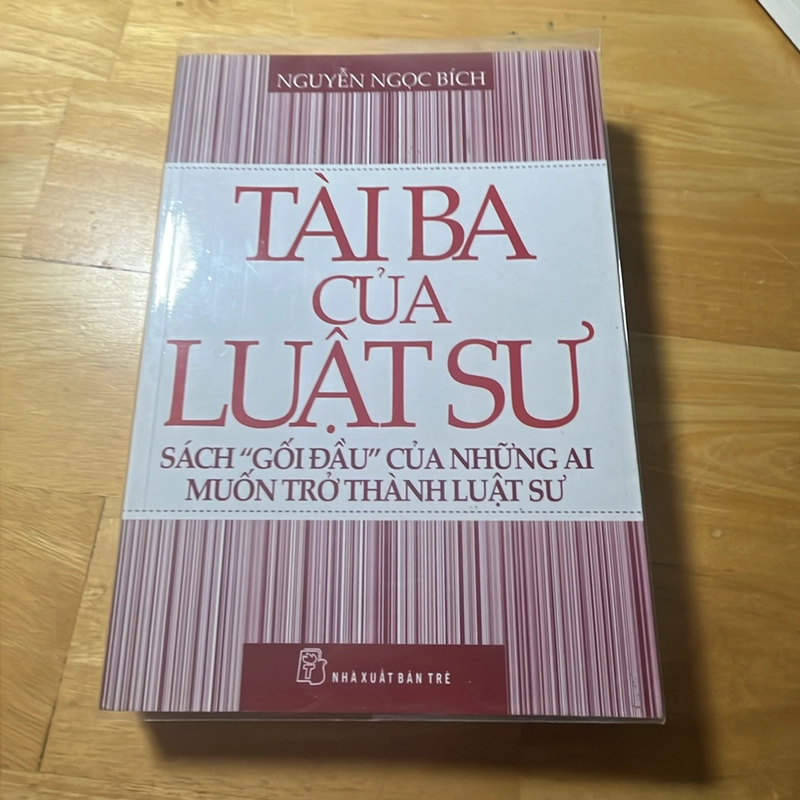 NGUYỄN NGỌC BÍCH
TÀI BA
CỦA
LUẬT SƯ
SÁCH “GỐI ĐẦU” CỦA NHỮNG AI
MUỐN TRỞ THÀNH LUẬT SƯ
NHÀ XUẤT BẢN TRẺ